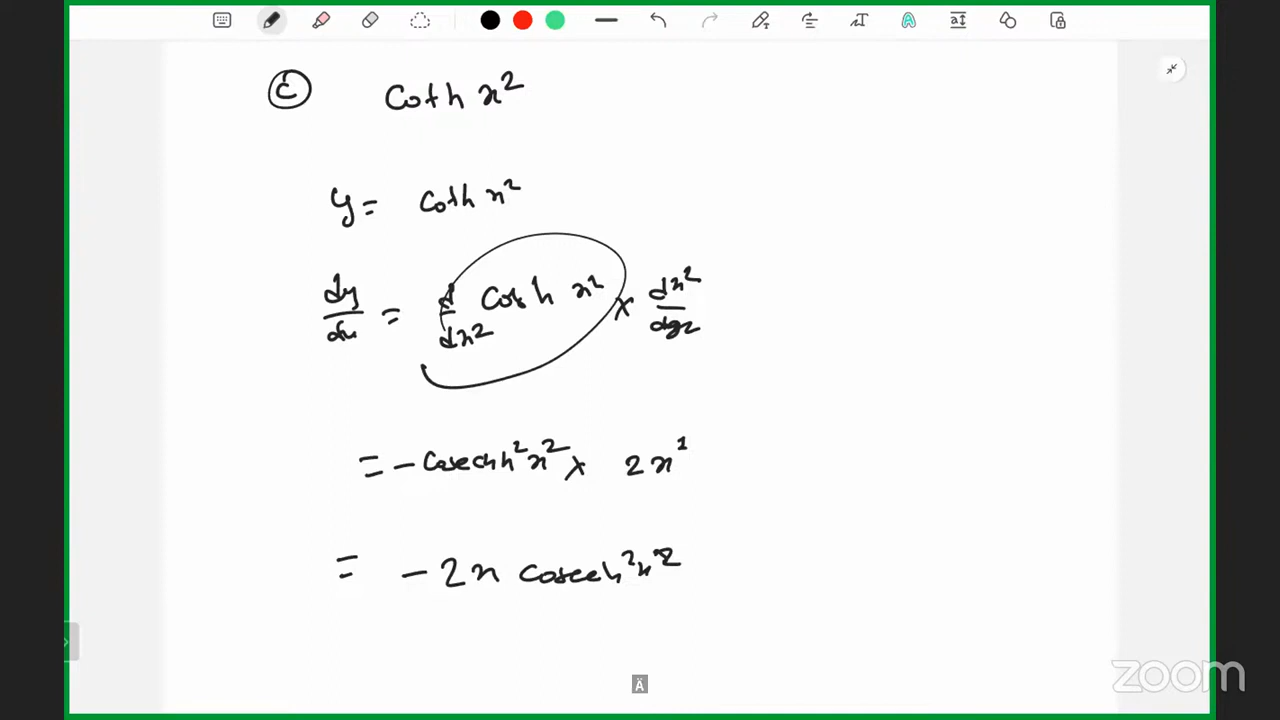 © coth x²
y = coth x²
dy/dx = d/dx² coth x² × dx²/dx
= - cosech² x² × 2x¹
= - 2x cosech² x²
Ä
zoom